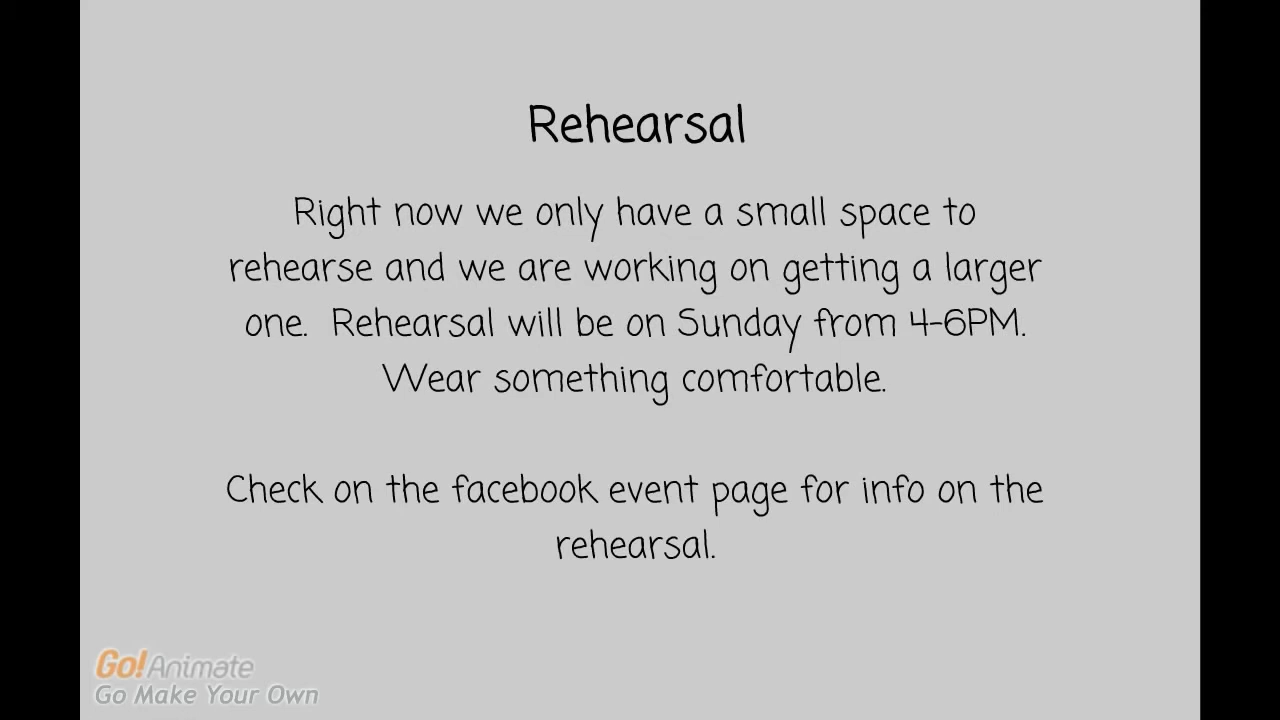 Rehearsal
Right now we only have a small space to
rehearse and we are working on getting a larger
one.  Rehearsal will be on Sunday from 4-6PM.
Wear something comfortable.
Check on the facebook event page for info on the
rehearsal.
Go!Animate
Go Make Your Own